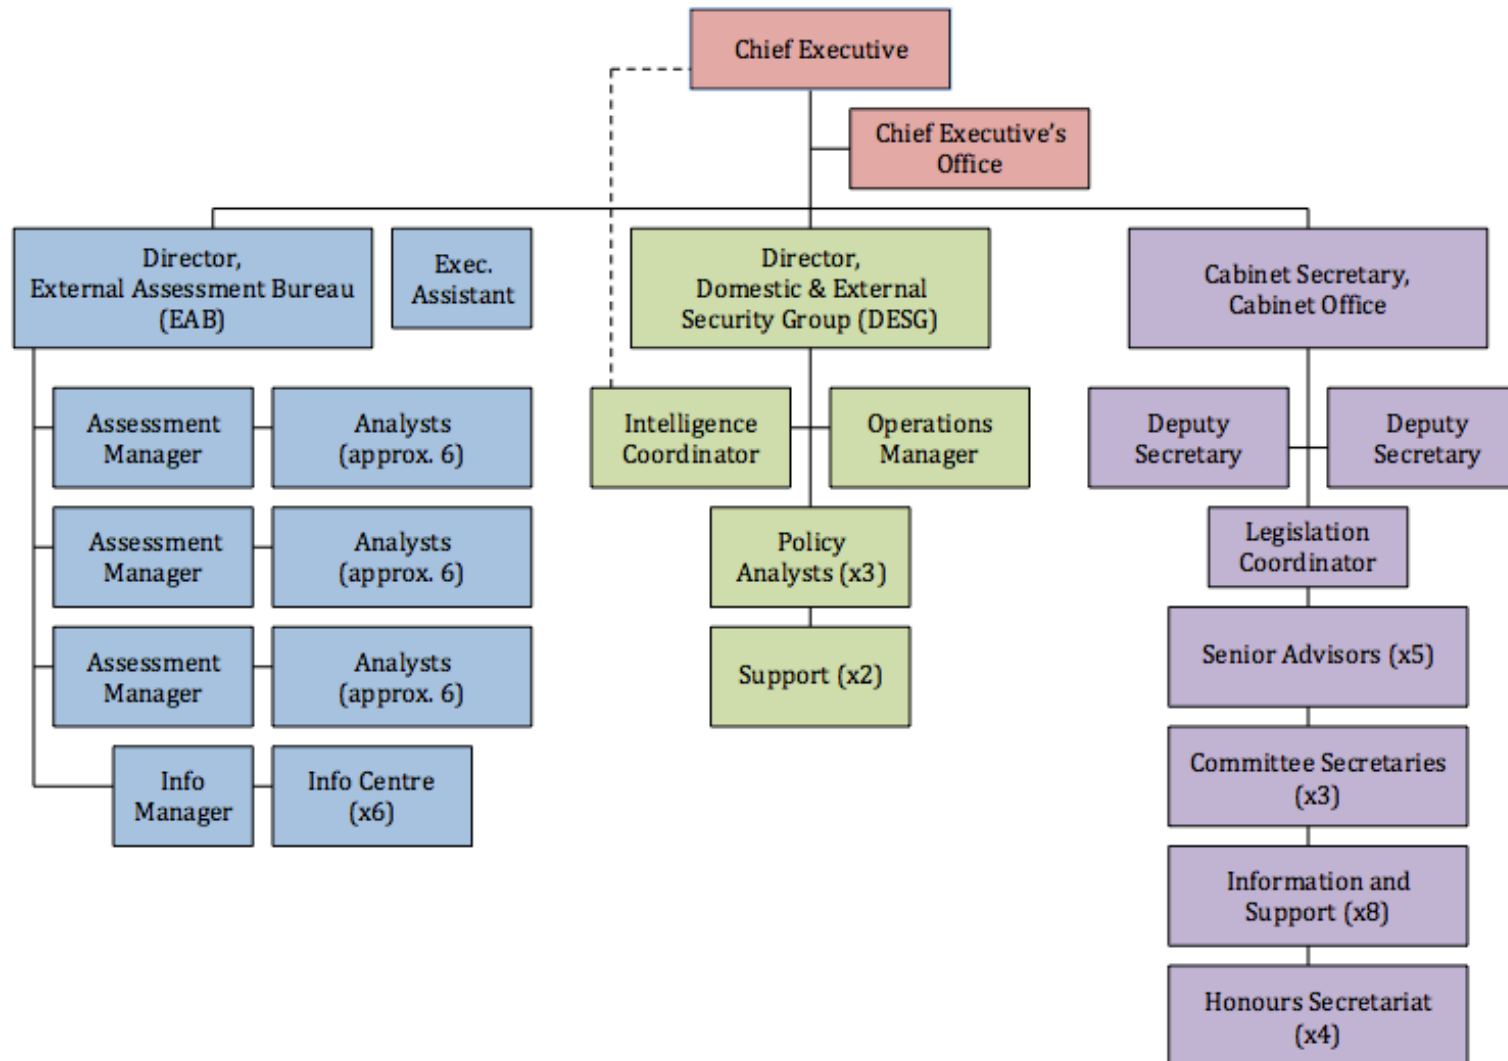 Chief Executive
Chief Executive’s
Office
Director,
External Assessment Bureau
(EAB)
Exec.
Assistant
Director,
Domestic & External
Security Group (DESG)
Cabinet Secretary,
Cabinet Office
Assessment
Manager
Analysts
(approx. 6)
Intelligence
Coordinator
Operations
Manager
Deputy
Secretary
Deputy
Secretary
Assessment
Manager
Analysts
(approx. 6)
Policy
Analysts (x3)
Legislation
Coordinator
Assessment
Manager
Analysts
(approx. 6)
Support (x2)
Senior Advisors (x5)
Info
Manager
Info Centre
(x6)
Committee Secretaries
(x3)
Information and
Support (x8)
Honours Secretariat
(x4)